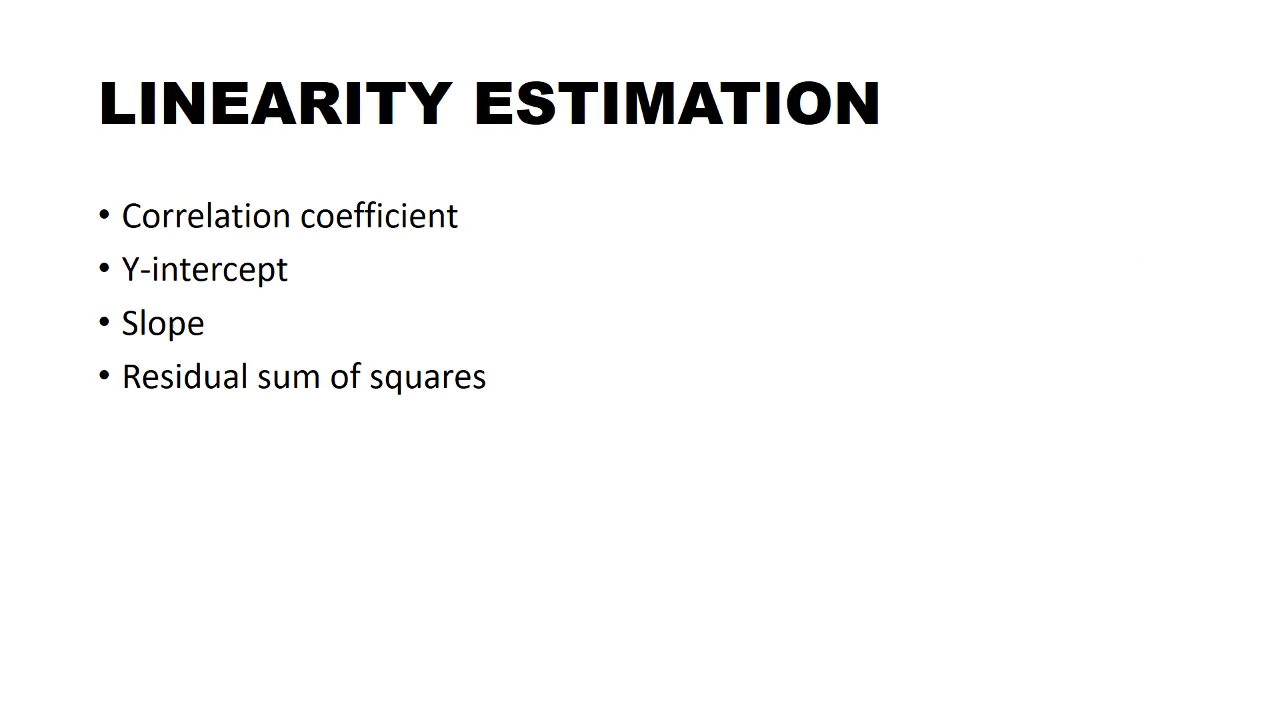 LINEARITY ESTIMATION
• Correlation coefficient
• Y-intercept
• Slope
• Residual sum of squares